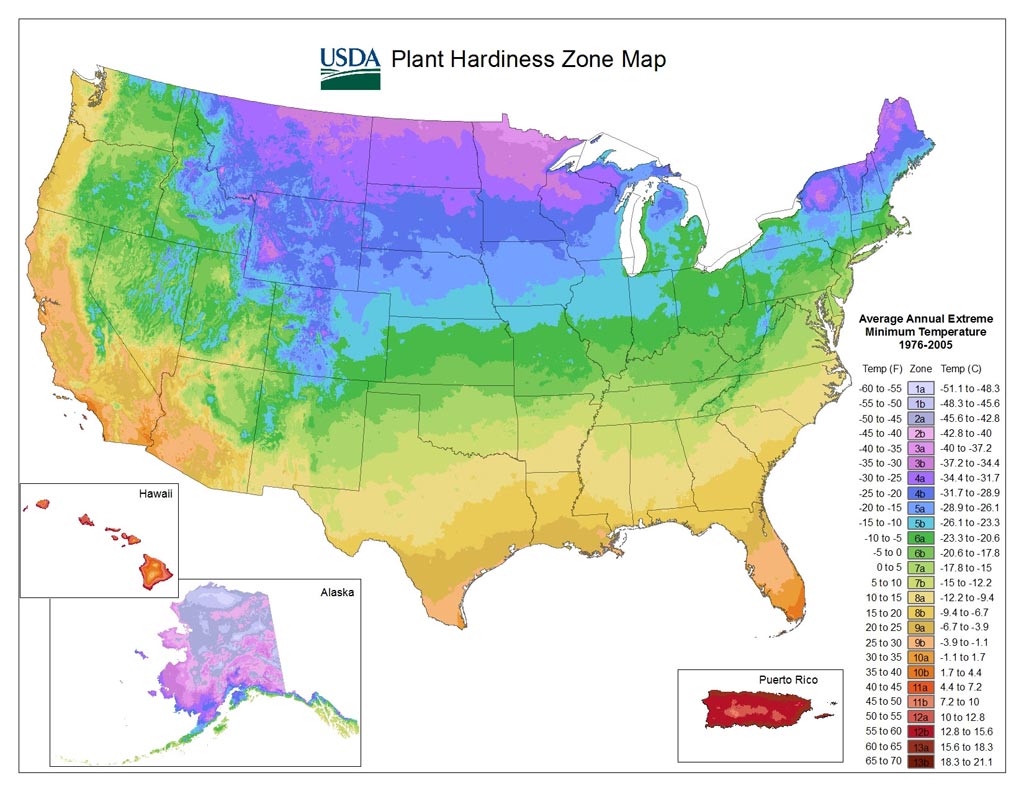 USDA Plant Hardiness Zone Map
Average Annual Extreme
Minimum Temperature
1976-2005
Temp (F) Zone Temp (C)
-60 to -55 1a -51.1 to -48.3
-55 to -50 1b -48.3 to -45.6
-50 to -45 2a -45.6 to -42.8
-45 to -40 2b -42.8 to -40
-40 to -35 3a -40 to -37.2
-35 to -30 3b -37.2 to -34.4
-30 to -25 4a -34.4 to -31.7
-25 to -20 4b -31.7 to -28.9
-20 to -15 5a -28.9 to -26.1
-15 to -10 5b -26.1 to -23.3
-10 to -5 6a -23.3 to -20.6
-5 to 0 6b -20.6 to -17.8
0 to 5 7a -17.8 to -15
5 to 10 7b -15 to -12.2
10 to 15 8a -12.2 to -9.4
15 to 20 8b -9.4 to -6.7
20 to 25 9a -6.7 to -3.9
25 to 30 9b -3.9 to -1.1
30 to 35 10a -1.1 to 1.7
35 to 40 10b 1.7 to 4.4
40 to 45 11a 4.4 to 7.2
45 to 50 11b 7.2 to 10
50 to 55 12a 10 to 12.8
55 to 60 12b 12.8 to 15.6
60 to 65 13a 15.6 to 18.3
65 to 70 13b 18.3 to 21.1
Hawaii
Alaska
Puerto Rico